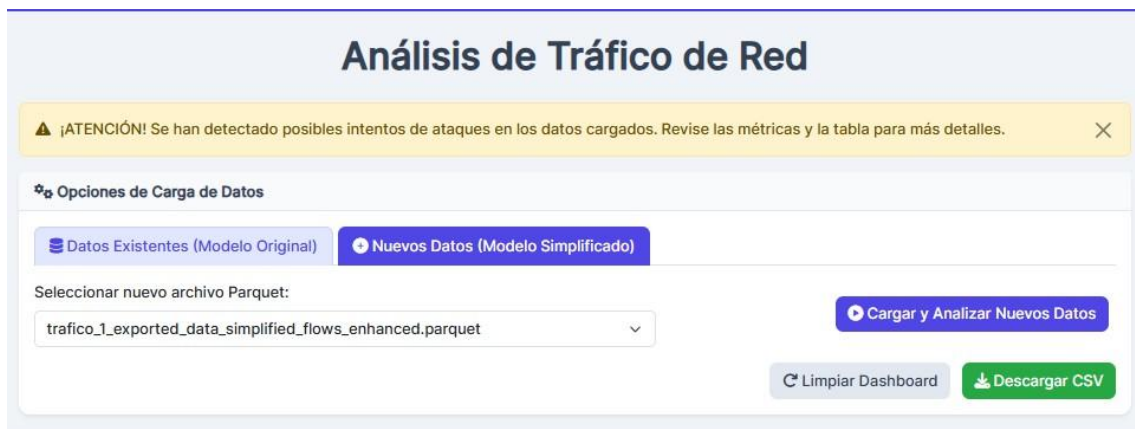 Análisis de Tráfico de Red
¡ATENCIÓN! Se han detectado posibles intentos de ataques en los datos cargados. Revise las métricas y la tabla para más detalles.
Opciones de Carga de Datos
Datos Existentes (Modelo Original)
Nuevos Datos (Modelo Simplificado)
Seleccionar nuevo archivo Parquet:
trafico_1_exported_data_simplified_flows_enhanced.parquet
Cargar y Analizar Nuevos Datos
Limpiar Dashboard
Descargar CSV